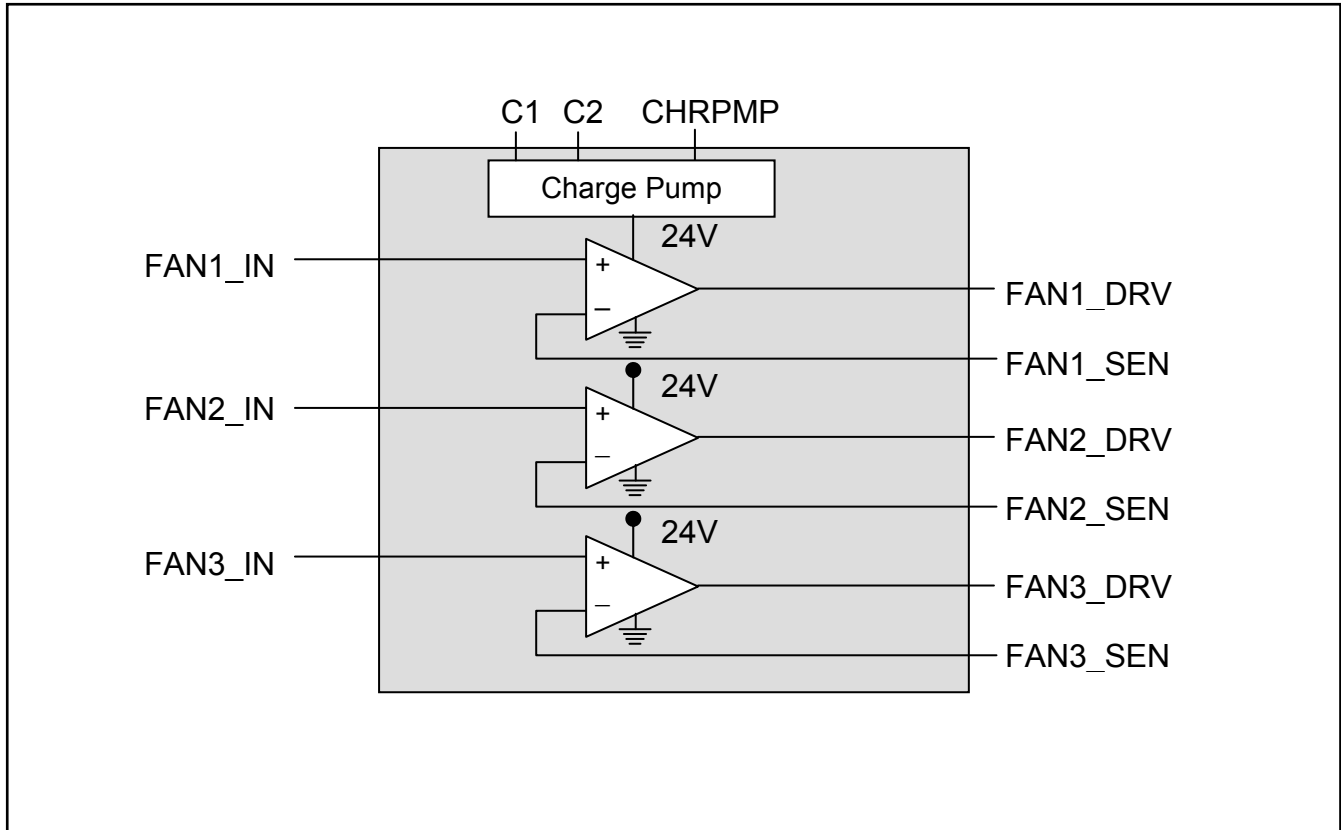 C1 C2 CHRPMP
Charge Pump
24V
FAN1_IN
+
–
FAN1_DRV
FAN1_SEN
24V
FAN2_IN
+
–
FAN2_DRV
FAN2_SEN
24V
FAN3_IN
+
–
FAN3_DRV
FAN3_SEN